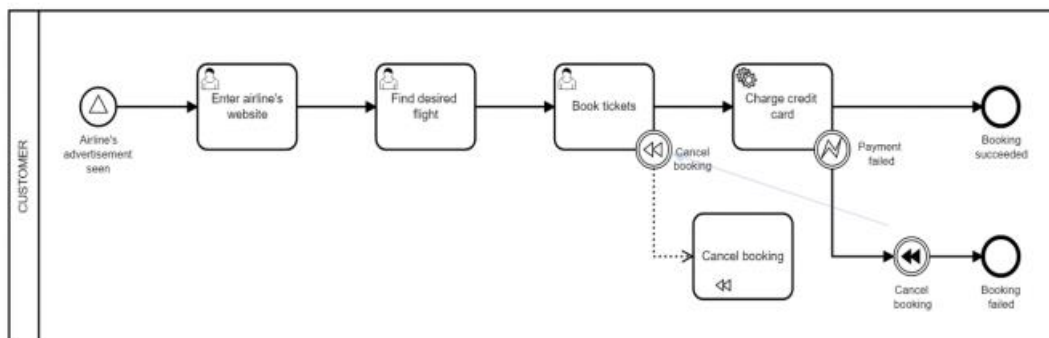 CUSTOMER
Airline's
advertisement
seen
Enter airline's
website
Find desired
flight
Book tickets
Cancel
booking
Charge credit
card
Payment
failed
Booking
succeeded
Cancel booking
Cancel
booking
Booking
failed